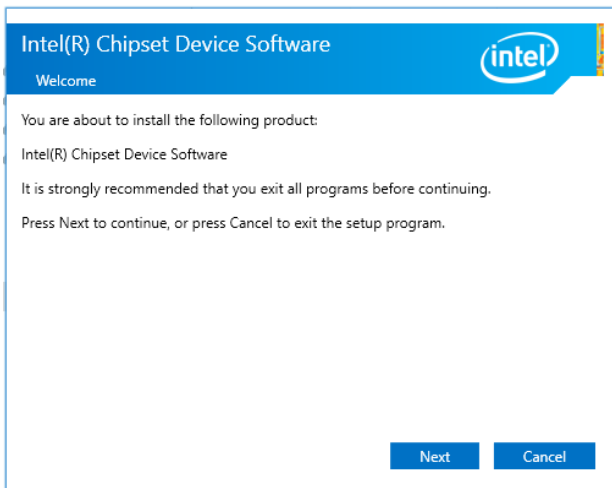 Intel(R) Chipset Device Software
intel
Welcome
You are about to install the following product:
Intel(R) Chipset Device Software
It is strongly recommended that you exit all programs before continuing.
Press Next to continue, or press Cancel to exit the setup program.
Next
Cancel